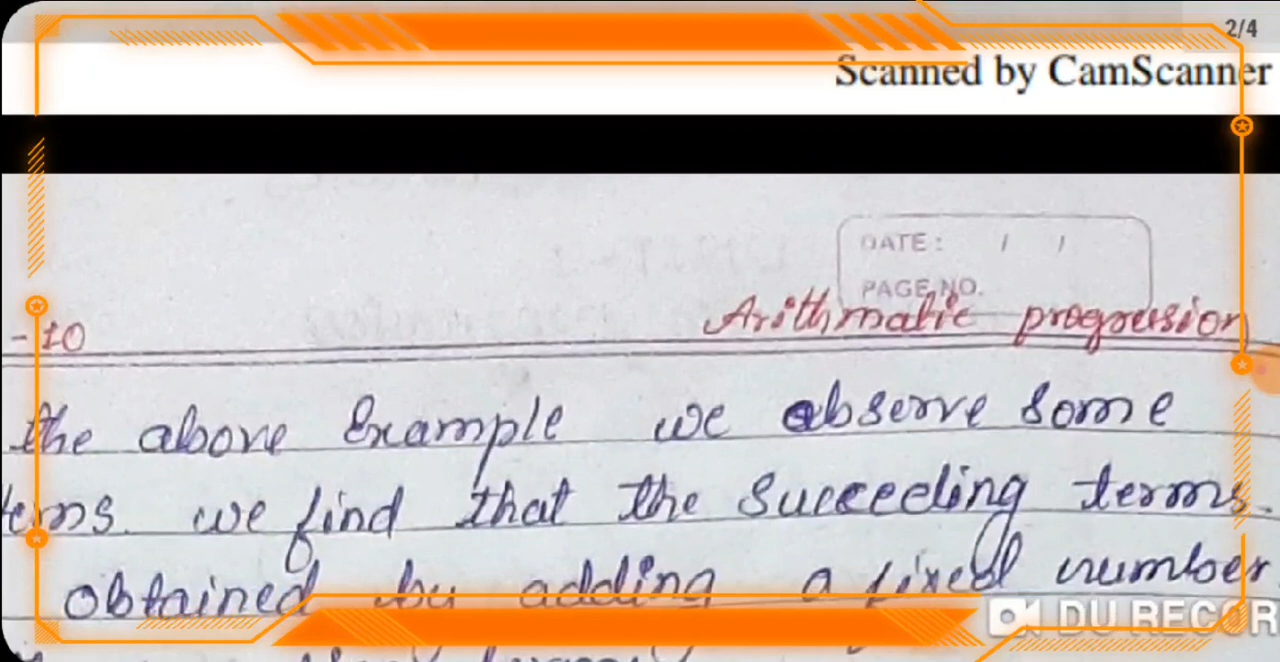 2/4
Scanned by CamScanner
DATE: / /
PAGE NO.
-10 Arithmatic progression
the above Example we observe some
terns. we find that the succeeding terms.
obtained by adding a fixed number
DU RECOR